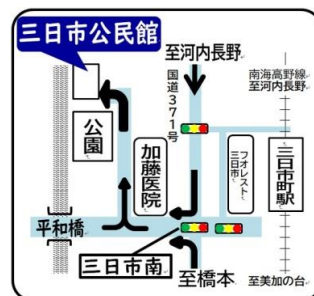 三日市公民館
至河内長野
国道371号
南海高野線
至河内長野
公園
加藤医院
フォレスト
三日市
三日市町駅
平和橋
三日市南
至橋本
至美加の台